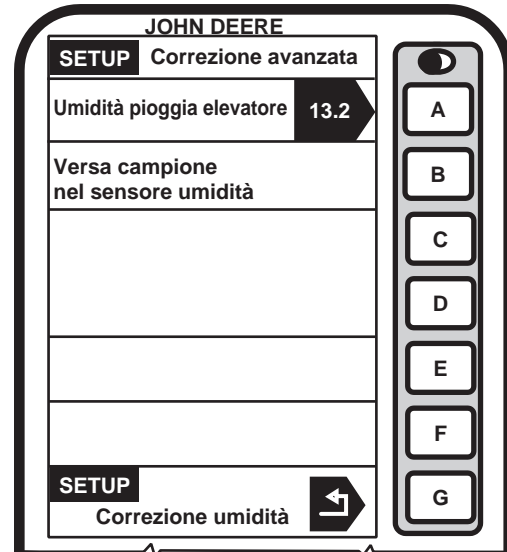 JOHN DEERE
SETUP Correzione avanzata
Umidità pioggia elevatore 13.2 A
Versa campione
nel sensore umidità
B
C
D
E
F
SETUP
Correzione umidità
G